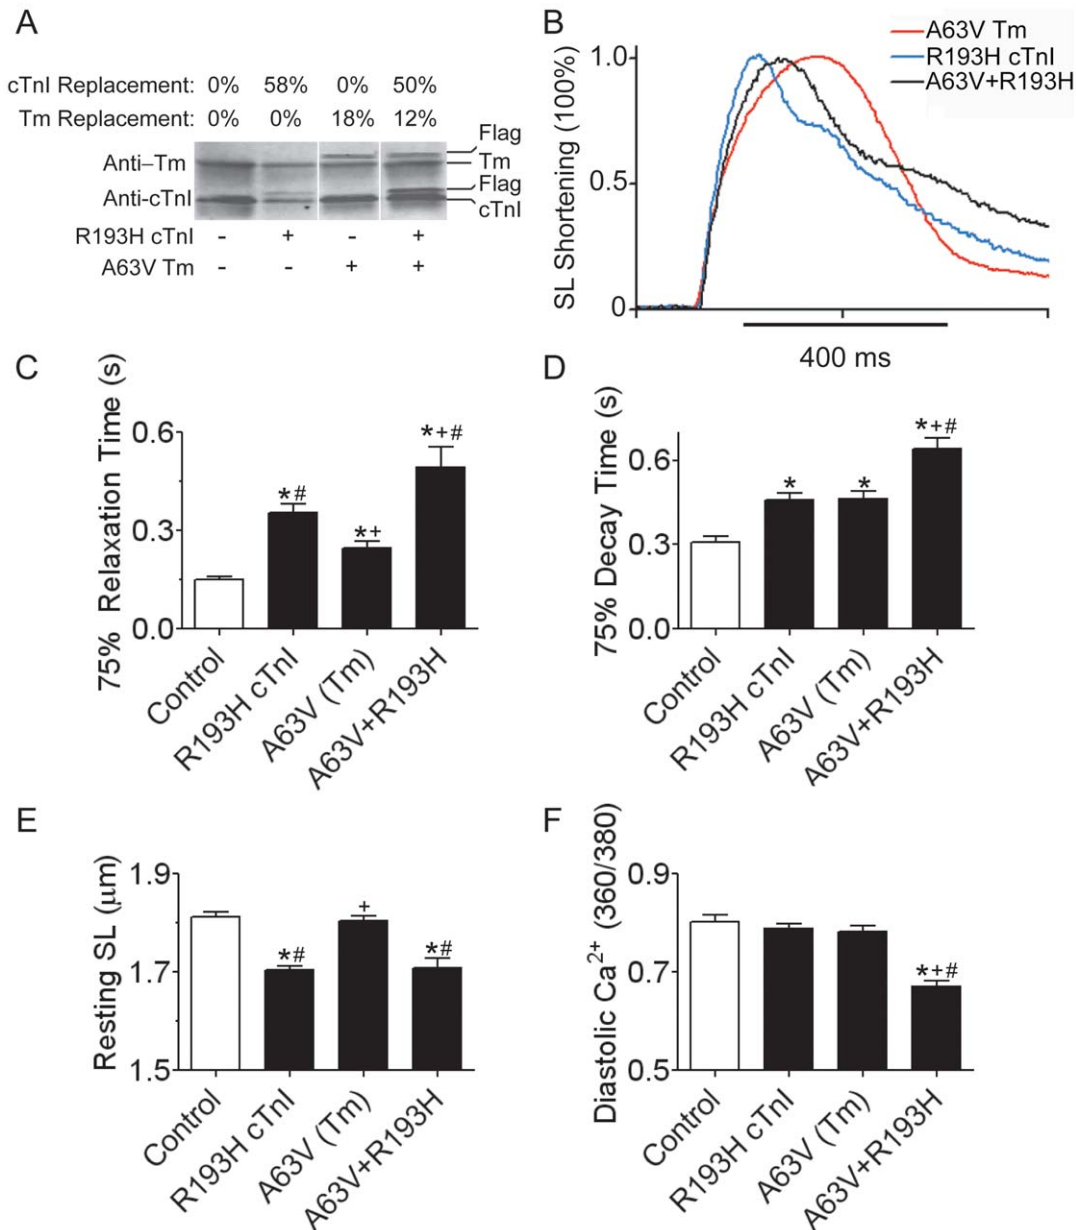 A
cTnI Replacement: 0% 58% 0% 50%
Tm Replacement: 0% 0% 18% 12%
Flag
Anti–Tm
Tm
Flag
Anti-cTnI
cTnI
R193H cTnI - + - +
A63V Tm - - + +
B
A63V Tm
R193H cTnI
A63V+R193H
SL Shortening (100%)
1.0
0.5
0
400 ms
C
75% Relaxation Time (s)
0.6
0.3
0.0
*#
*+
*+#
Control
R193H cTnI
A63V (Tm)
A63V+R193H
D
75% Decay Time (s)
0.6
0.3
0.0
*
*
*+#
Control
R193H cTnI
A63V (Tm)
A63V+R193H
E
Resting SL (μm)
1.9
1.7
1.5
*#
+
*#
Control
R193H cTnI
A63V (Tm)
A63V+R193H
F
Diastolic Ca²⁺ (360/380)
0.9
0.7
0.5
*+#
Control
R193H cTnI
A63V (Tm)
A63V+R193H